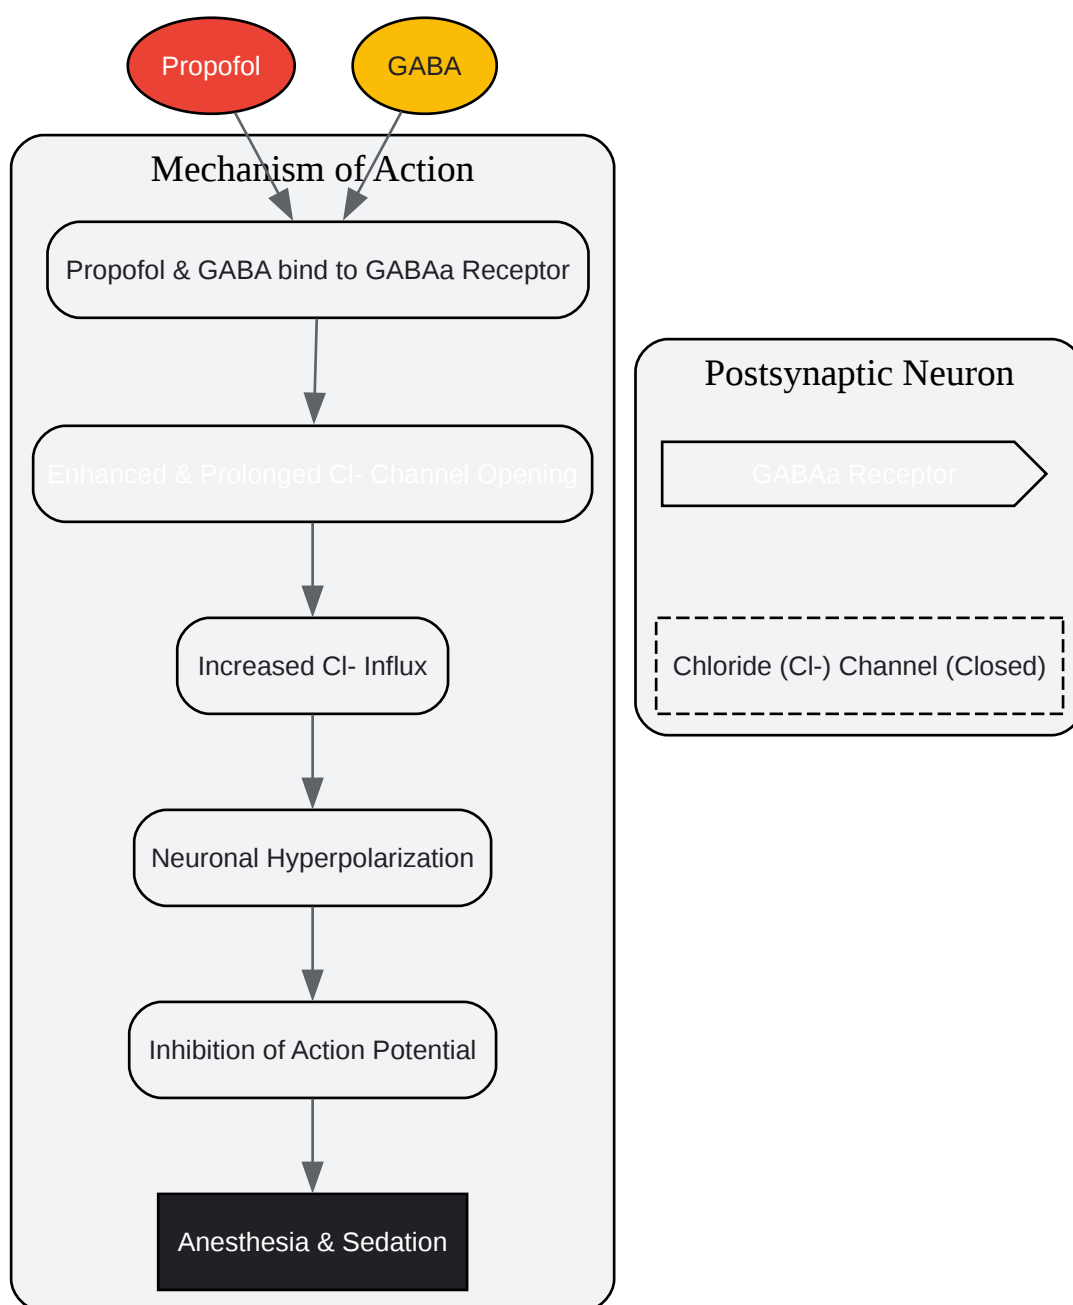 Propofol
GABA
Mechanism of Action
Propofol & GABA bind to GABAa Receptor
Enhanced & Prolonged Cl- Channel Opening
Increased Cl- Influx
Neuronal Hyperpolarization
Inhibition of Action Potential
Anesthesia & Sedation
Postsynaptic Neuron
GABAa Receptor
Chloride (Cl-) Channel (Closed)